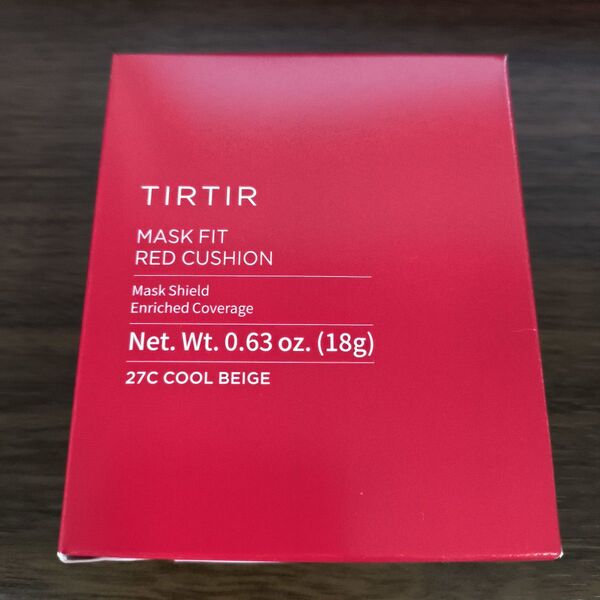 TIRTIR
MASK FIT
RED CUSHION
Mask Shield
Enriched Coverage
Net. Wt. 0.63 oz. (18g)
27C COOL BEIGE